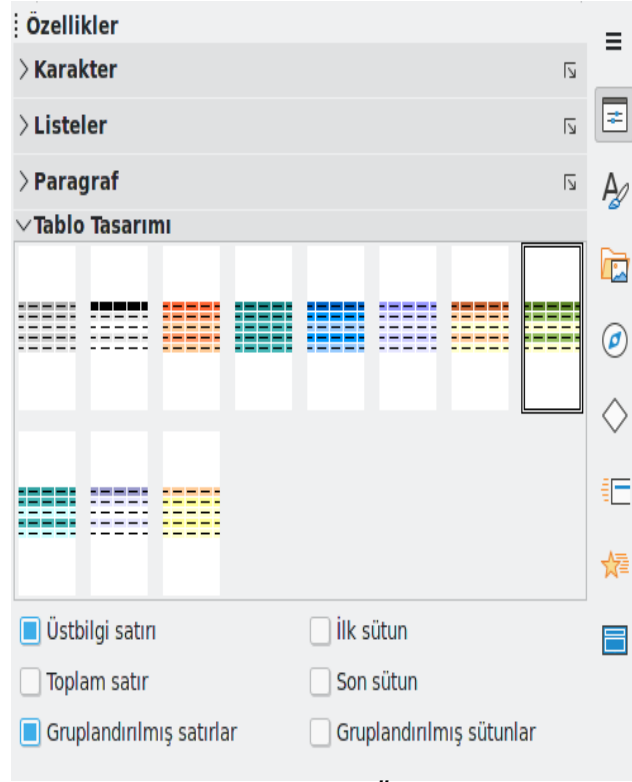 Özellikler
Karakter
Listeler
Paragraf
Tablo Tasarımı
Üstbilgi satırı
İlk sütun
Toplam satır
Son sütun
Gruplandırılmış satırlar
Gruplandırılmış sütunlar